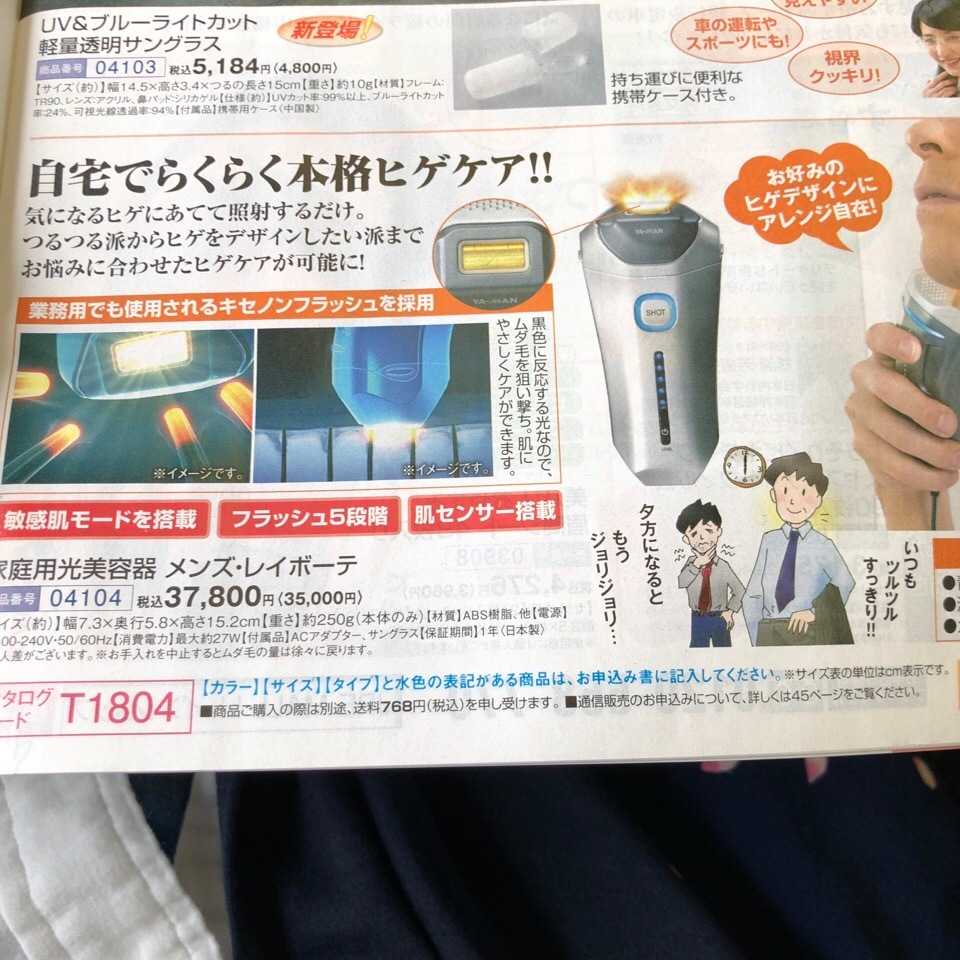 UV&ブルーライトカット
軽量透明サングラス
新登場!
商品番号 04103 税込5,184円(4,800円)
【サイズ(約)】幅14.5×高さ3.4×つるの長さ15cm【重さ】約10g【材質】フレーム:
TR90、レンズ:アクリル、鼻パッド:シリカゲル【仕様(約)】UVカット率:99%以上、ブルーライトカット
率:24%、可視光線透過率:94%【付属品】携帯用ケース〈中国製〉
持ち運びに便利な
携帯ケース付き。
見えやすい
車の運転や
スポーツにも!
視界
クッキリ!
自宅でらくらく本格ヒゲケア!!
気になるヒゲにあてて照射するだけ。
つるつる派からヒゲをデザインしたい派まで
お悩みに合わせたヒゲケアが可能に!
YA-MAN
YA-MAN
SHOT
お好みの
ヒゲデザインに
アレンジ自在!
業務用でも使用されるキセノンフラッシュを採用
※イメージです。
※イメージです。
黒色に反応する光なので、
ムダ毛を狙い撃ち。肌に
やさしくケアができます。
敏感肌モードを搭載
フラッシュ5段階
肌センサー搭載
夕方になると
もう
ジョリジョリ…
いつも
ツルツル
すっきり!!
家庭用光美容器 メンズ・レイボーテ
品番号 04104 税込37,800円(35,000円)
イズ(約)】幅7.3×奥行5.8×高さ15.2cm【重さ】約250g(本体のみ)【材質】ABS樹脂、他【電源】
00-240V・50/60Hz【消費電力】最大約27W【付属品】ACアダプター、サングラス【保証期間】1年〈日本製〉
人差がございます。※お手入れを中止するとムダ毛の量は徐々に戻ります。
タログ
ード
T1804
【カラー】【サイズ】【タイプ】と水色の表記がある商品は、お申込み書に記入してください。※サイズ表の単位はcm表示です。
■商品ご購入の際は別途、送料768円(税込)を申し受けます。■通信販売のお申込みについて、詳しくは45ページをご覧ください。